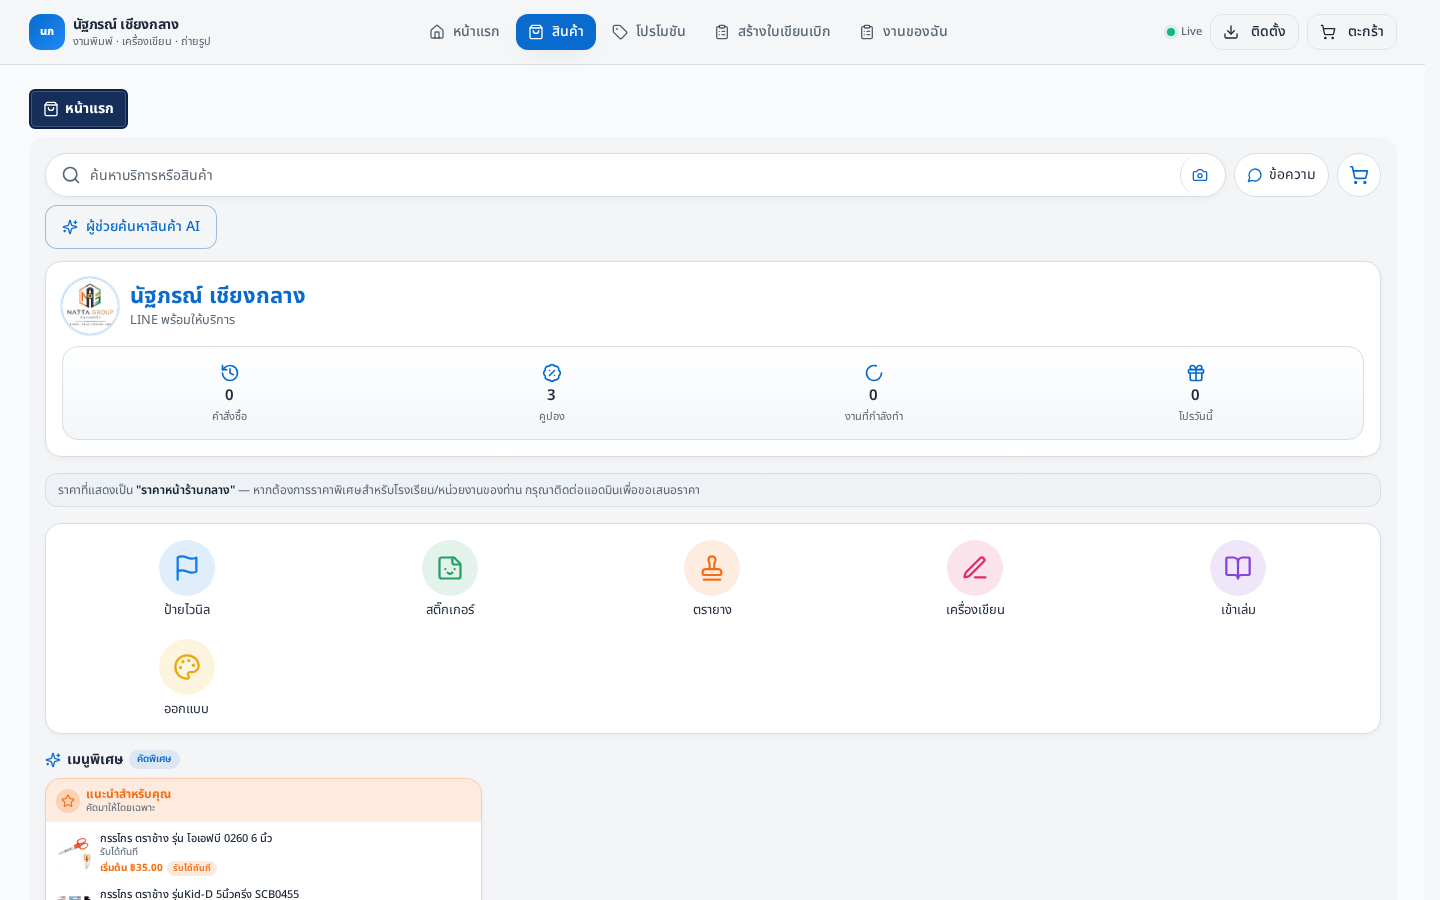 นภ
นัฐภรณ์ เชียงกลาง
งานพิมพ์ · เครื่องเขียน · ถ่ายรูป
หน้าแรก
สินค้า
โปรโมชัน
สร้างใบเขียนเบิก
งานของฉัน
Live
ติดตั้ง
ตะกร้า
หน้าแรก
ค้นหาบริการหรือสินค้า
ข้อความ
ผู้ช่วยค้นหาสินค้า AI
NATTA GROUP
นัฐภรณ์ เชียงกลาง
LINE พร้อมให้บริการ
0
คำสั่งซื้อ
3
คูปอง
0
งานที่กำลังทำ
0
โปรวันนี้
ราคาที่แสดงเป็น "ราคาหน้าร้านกลาง" — หากต้องการราคาพิเศษสำหรับโรงเรียน/หน่วยงานของท่าน กรุณาติดต่อแอดมินเพื่อขอเสนอราคา
ป้ายไวนิล
สติ๊กเกอร์
ตรายาง
เครื่องเขียน
เข้าเล่ม
ออกแบบ
เมนูพิเศษ
คัดพิเศษ
แนะนำสำหรับคุณ
คัดมาให้โดยเฉพาะ
กรรไกร ตราช้าง รุ่น โอเอฟบี 0260 6 นิ้ว
รับได้ทันที
เริ่มต้น ฿35.00
รับได้ทันที
กรรไกร ตราช้าง รุ่นKid-D 5นิ้วครึ่ง SCB0455